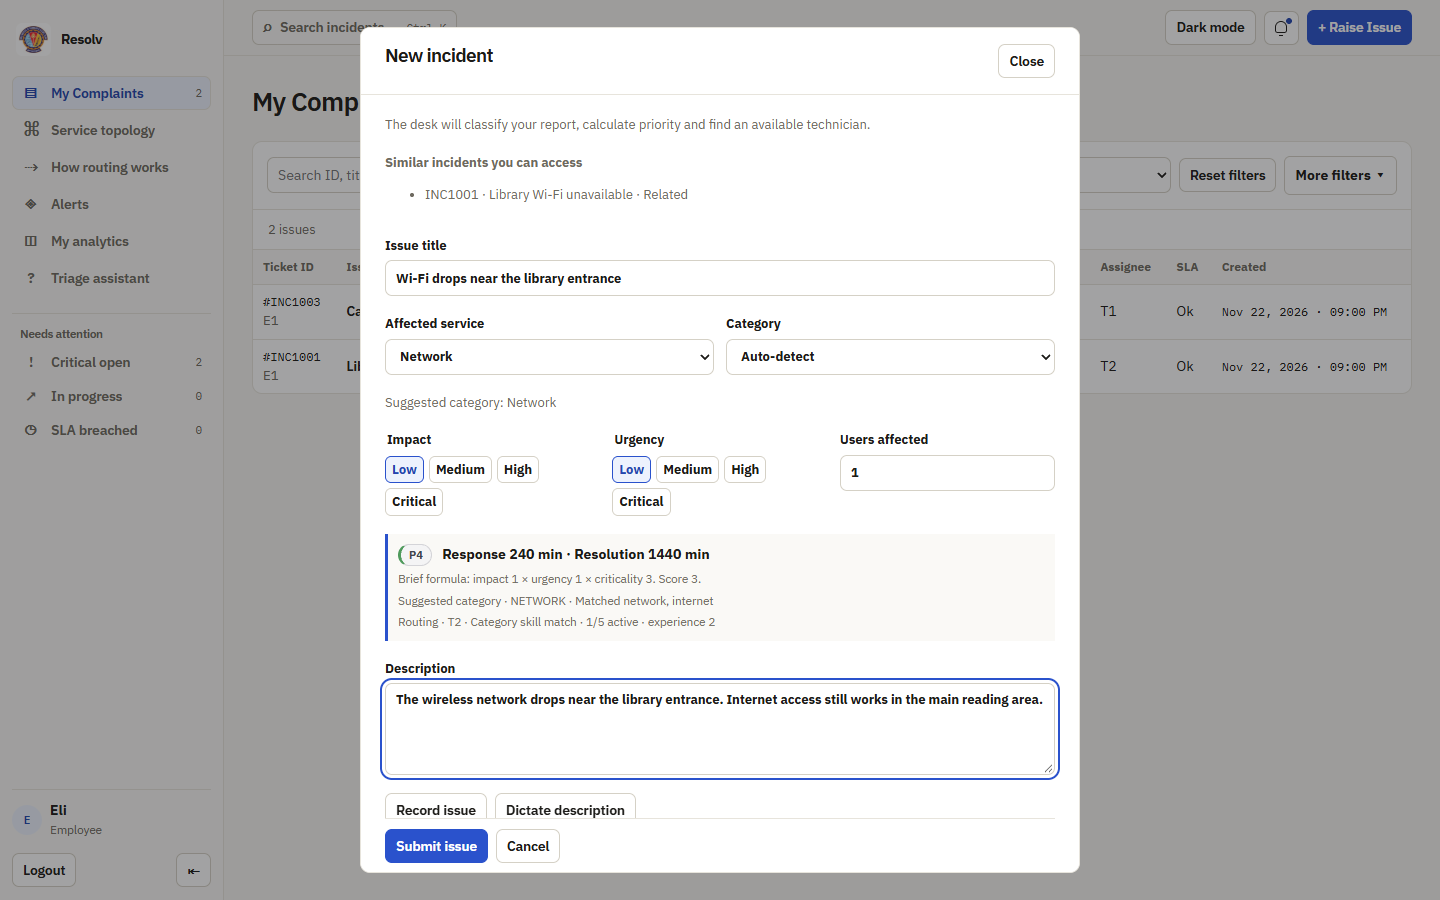 Resolv
My Complaints 2
Service topology
How routing works
Alerts
My analytics
? Triage assistant
Needs attention
! Critical open 2
In progress 0
SLA breached 0
E Eli
Employee
Logout
Search incidents
Dark mode
+ Raise Issue
My Comp
Search ID, tit
Reset filters
More filters
2 issues
Ticket ID Iss Assignee SLA Created
#INC1003 Ca T1 Ok Nov 22, 2026 · 09:00 PM
E1
#INC1001 Lil T2 Ok Nov 22, 2026 · 09:00 PM
E1
New incident
Close
The desk will classify your report, calculate priority and find an available technician.
Similar incidents you can access
• INC1001 · Library Wi-Fi unavailable · Related
Issue title
Wi-Fi drops near the library entrance
Affected service Category
Network Auto-detect
Suggested category: Network
Impact Urgency Users affected
Low Medium High Low Medium High 1
Critical Critical
P4 Response 240 min · Resolution 1440 min
Brief formula: impact 1 × urgency 1 × criticality 3. Score 3.
Suggested category · NETWORK · Matched network, internet
Routing · T2 · Category skill match · 1/5 active · experience 2
Description
The wireless network drops near the library entrance. Internet access still works in the main reading area.
Record issue Dictate description
Submit issue Cancel